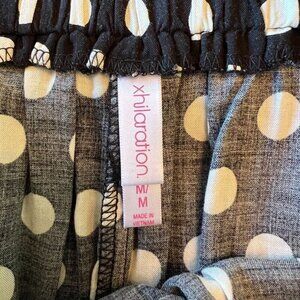 xhilaration
M/
M
MADE IN
VIETNAM